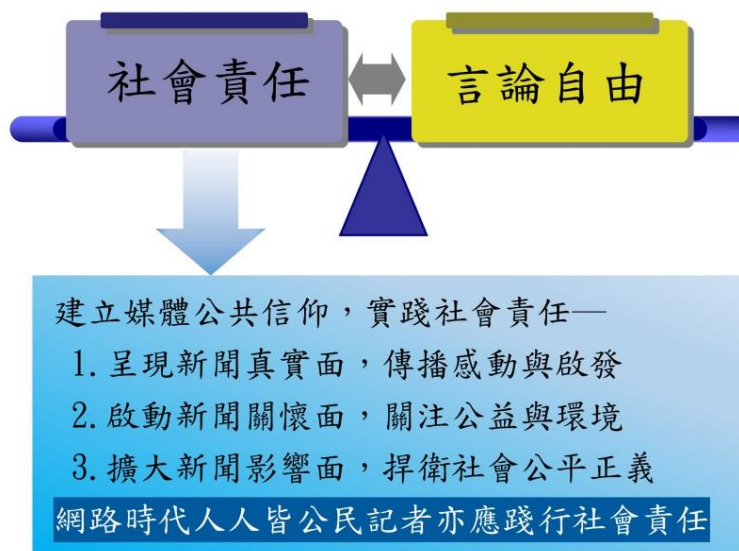 社會責任
言論自由
建立媒體公共信仰，實踐社會責任—
1. 呈現新聞真實面，傳播感動與啟發
2. 啟動新聞關懷面，關注公益與環境
3. 擴大新聞影響面，捍衛社會公平正義
網路時代人人皆公民記者亦應踐行社會責任